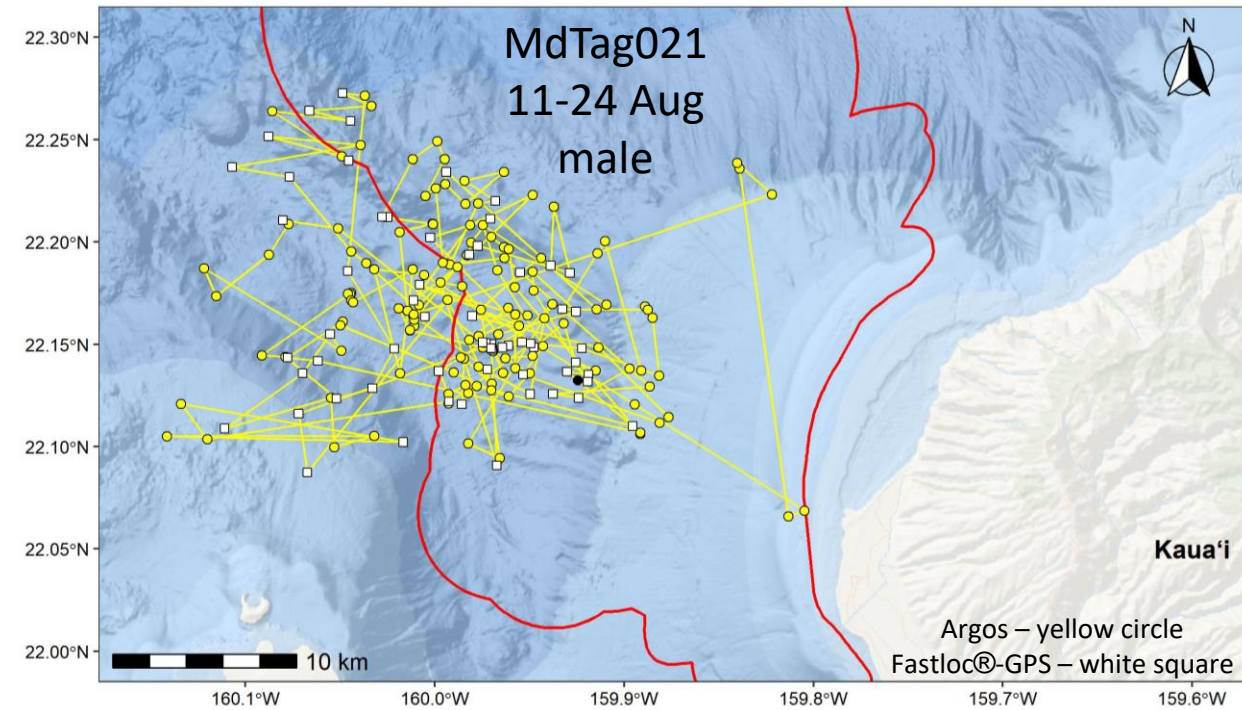 MdTag021
11-24 Aug
male
N
22.30°N
22.25°N
22.20°N
22.15°N
22.10°N
22.05°N
22.00°N
Kauaʻi
Argos – yellow circle
Fastloc®-GPS – white square
10 km
160.1°W
160.0°W
159.9°W
159.8°W
159.7°W
159.6°W